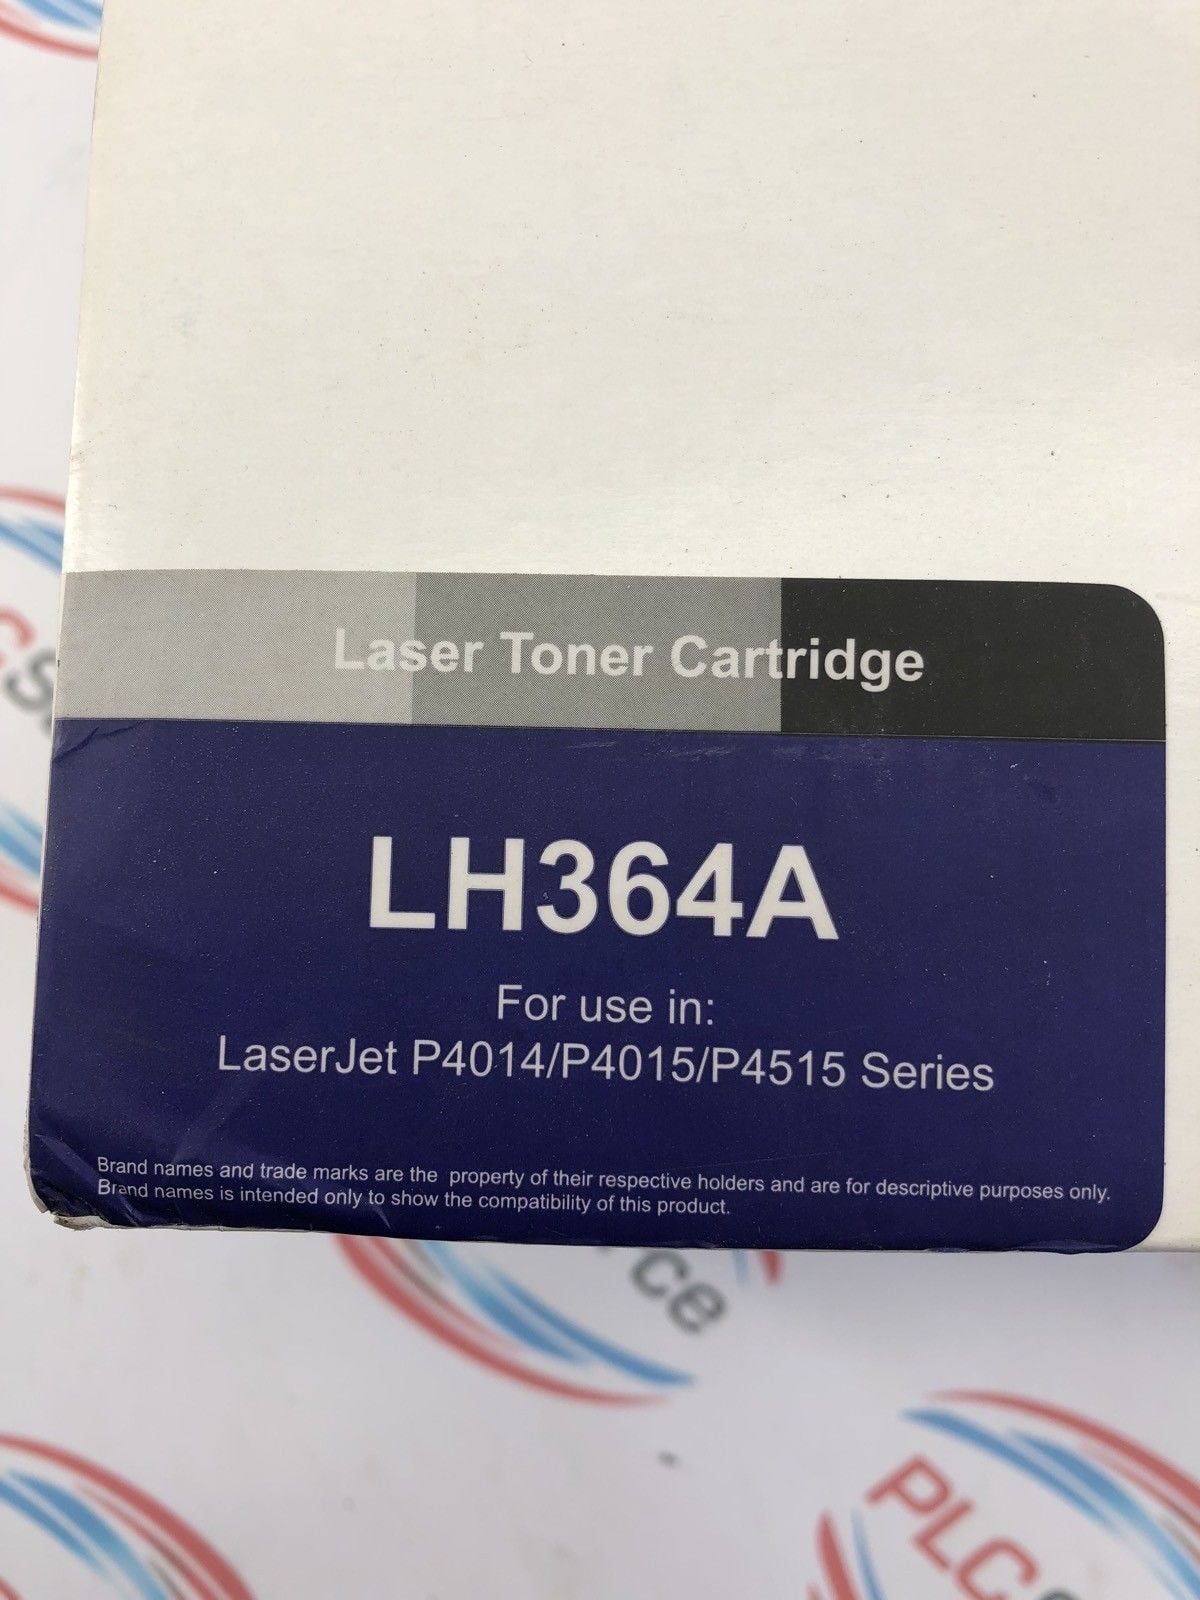 Laser Toner Cartridge
LH364A
For use in:
LaserJet P4014/P4015/P4515 Series
Brand names and trade marks are the property of their respective holders and are for descriptive purposes only.
Brand names is intended only to show the compatibility of this product.
PLC